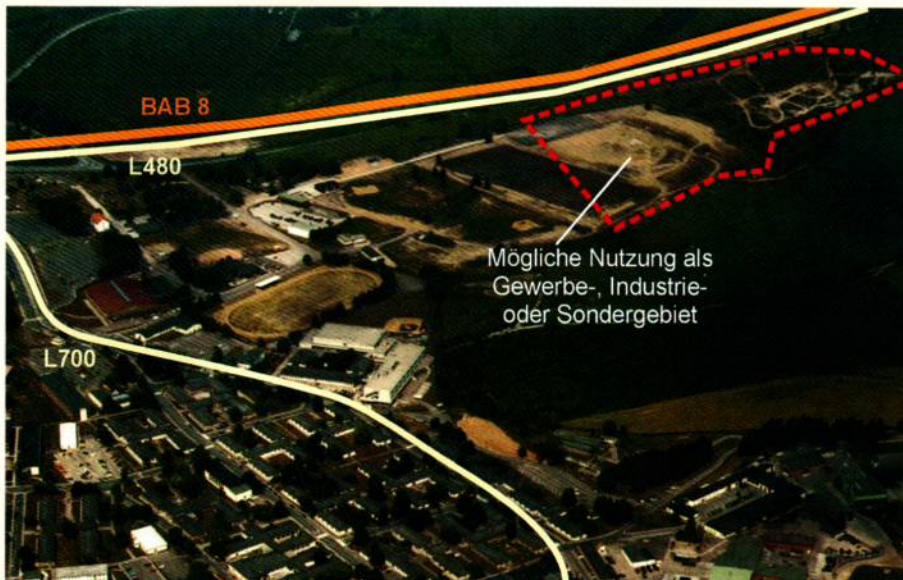 BAB 8
L480
Mögliche Nutzung als
Gewerbe-, Industrie-
oder Sondergebiet
L700